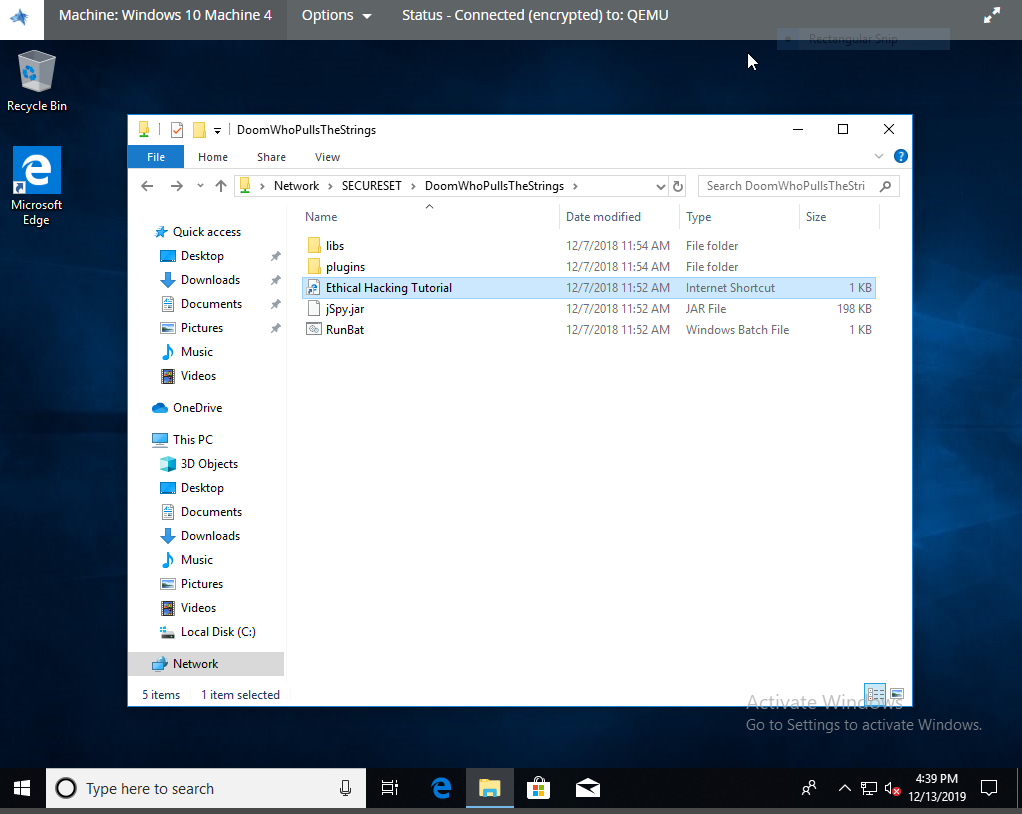 Machine: Windows 10 Machine 4 Options Status - Connected (encrypted) to: QEMU
Rectangular Snip
Recycle Bin
Microsoft
Edge
DoomWhoPullsTheStrings
File Home Share View
Network SECURESET DoomWhoPullsTheStrings Search DoomWhoPullsTheStri
Name Date modified Type Size
Quick access
Desktop
Downloads
Documents
Pictures
Music
Videos
OneDrive
This PC
3D Objects
Desktop
Documents
Downloads
Music
Pictures
Videos
Local Disk (C:)
Network
libs 12/7/2018 11:54 AM File folder
plugins 12/7/2018 11:54 AM File folder
Ethical Hacking Tutorial 12/7/2018 11:52 AM Internet Shortcut 1 KB
jSpy.jar 12/7/2018 11:52 AM JAR File 198 KB
RunBat 12/7/2018 11:52 AM Windows Batch File 1 KB
5 items 1 item selected
Activate Windows
Go to Settings to activate Windows.
Type here to search
4:39 PM
12/13/2019